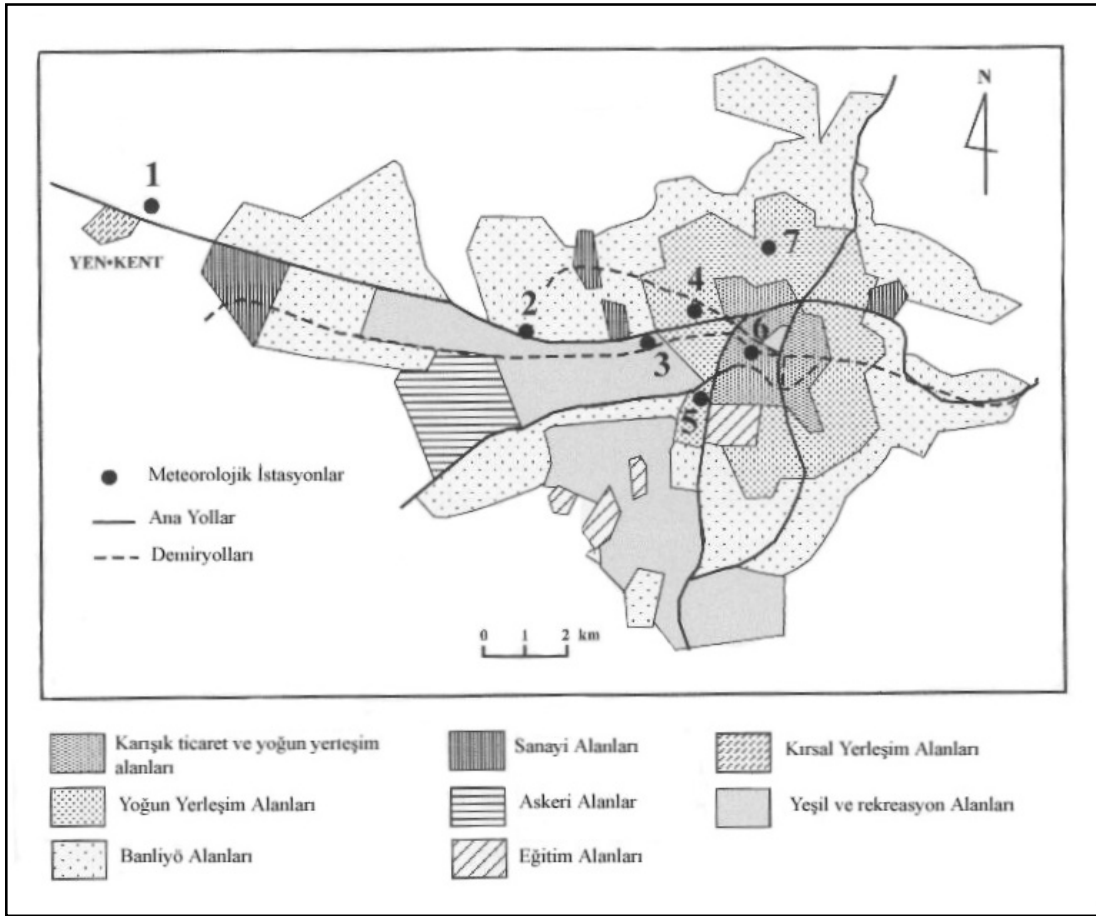 N
1
YEN•KENT
7
4
2
6
3
5
Meteorolojik İstasyonlar
Ana Yollar
Demiryolları
0 1 2 km
Karışık ticaret ve yoğun yerteşim
alanları
Sanayi Alanları
Kırsal Yerleşim Alanları
Yoğun Yerleşim Alanları
Askeri Alanlar
Yeşil ve rekreasyon Alanları
Banliyö Alanları
Eğitim Alanları